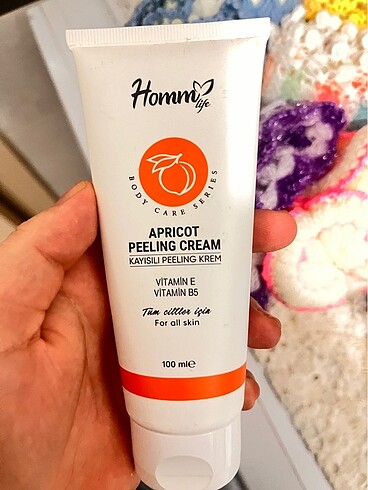 Homm
life
BODY CARE SERIES
APRICOT
PEELING CREAM
KAYISILI PEELING KREM
VİTAMİN E
VİTAMİN B5
Tüm ciltler için
For all skin
100 ml℮